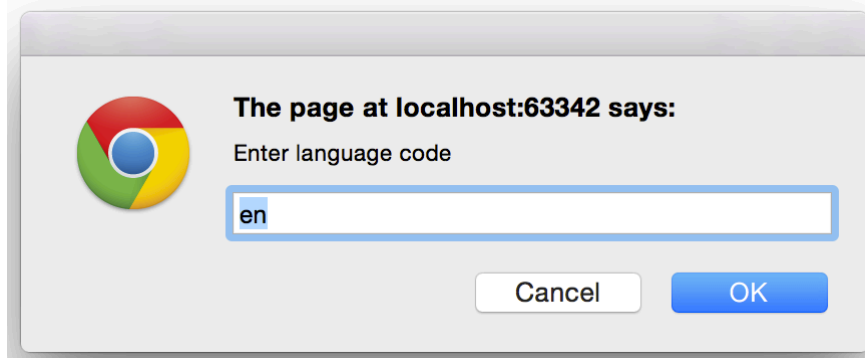 The page at localhost:63342 says:
Enter language code
en
Cancel OK